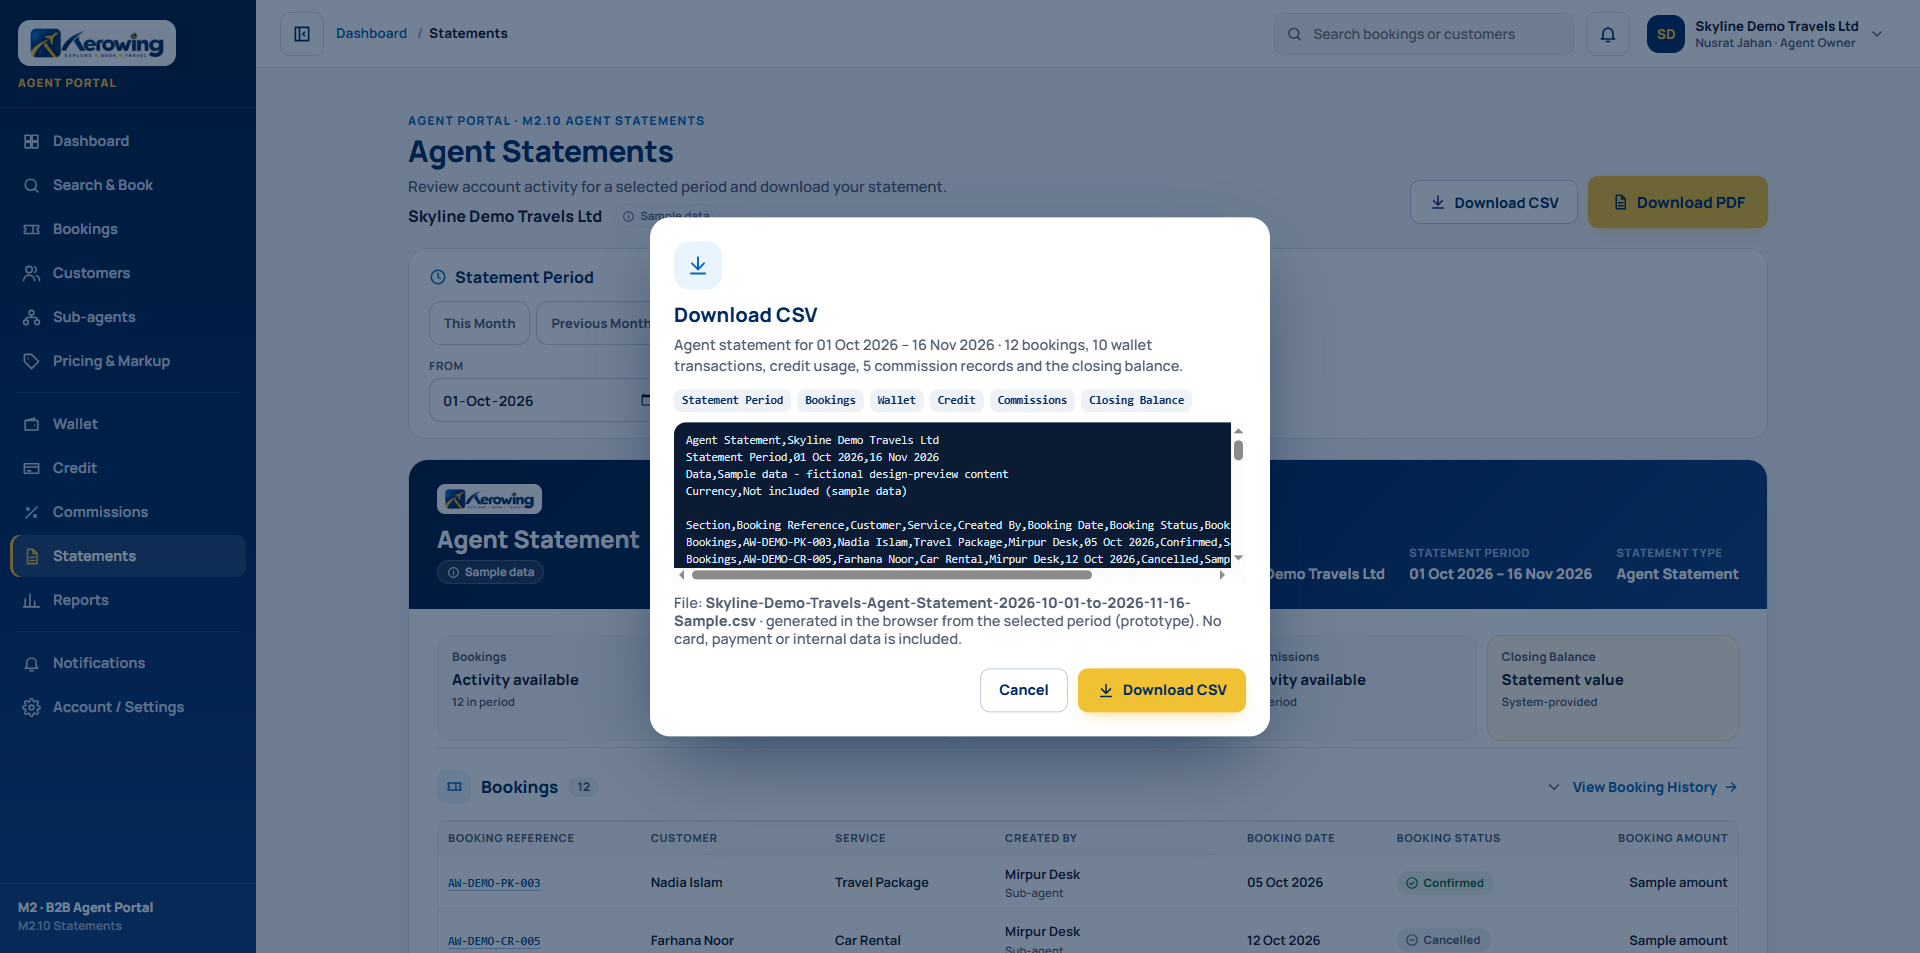 Aerowing
EXPLORE • BOOK • TRAVEL
AGENT PORTAL
Dashboard
Search & Book
Bookings
Customers
Sub-agents
Pricing & Markup
Wallet
Credit
Commissions
Statements
Reports
Notifications
Account / Settings
M2 · B2B Agent Portal
M2.10 Statements
Dashboard / Statements
Search bookings or customers
SD
Skyline Demo Travels Ltd
Nusrat Jahan · Agent Owner
AGENT PORTAL · M2.10 AGENT STATEMENTS
Agent Statements
Review account activity for a selected period and download your statement.
Skyline Demo Travels Ltd
Sample data
Download CSV
Download PDF
Statement Period
This Month
Previous Month
FROM
01-Oct-2026
Download CSV
Agent statement for 01 Oct 2026 – 16 Nov 2026 · 12 bookings, 10 wallet
transactions, credit usage, 5 commission records and the closing balance.
Statement Period Bookings Wallet Credit Commissions Closing Balance
Agent Statement,Skyline Demo Travels Ltd
Statement Period,01 Oct 2026,16 Nov 2026
Data,Sample data - fictional design-preview content
Currency,Not included (sample data)
Section,Booking Reference,Customer,Service,Created By,Booking Date,Booking Status,Book
Bookings,AW-DEMO-PK-003,Nadia Islam,Travel Package,Mirpur Desk,05 Oct 2026,Confirmed,S
Bookings,AW-DEMO-CR-005,Farhana Noor,Car Rental,Mirpur Desk,12 Oct 2026,Cancelled,Samp
File: Skyline-Demo-Travels-Agent-Statement-2026-10-01-to-2026-11-16-
Sample.csv · generated in the browser from the selected period (prototype). No
card, payment or internal data is included.
Cancel
Download CSV
Aerowing
Agent Statement
Sample data
Demo Travels Ltd
STATEMENT PERIOD
01 Oct 2026 – 16 Nov 2026
STATEMENT TYPE
Agent Statement
Bookings
Activity available
12 in period
missions
vity available
eriod
Closing Balance
Statement value
System-provided
Bookings 12
View Booking History
BOOKING REFERENCE CUSTOMER SERVICE CREATED BY BOOKING DATE BOOKING STATUS BOOKING AMOUNT
AW-DEMO-PK-003 Nadia Islam Travel Package Mirpur Desk 05 Oct 2026 Confirmed Sample amount
Sub-agent
AW-DEMO-CR-005 Farhana Noor Car Rental Mirpur Desk 12 Oct 2026 Cancelled Sample amount
Sub-agent